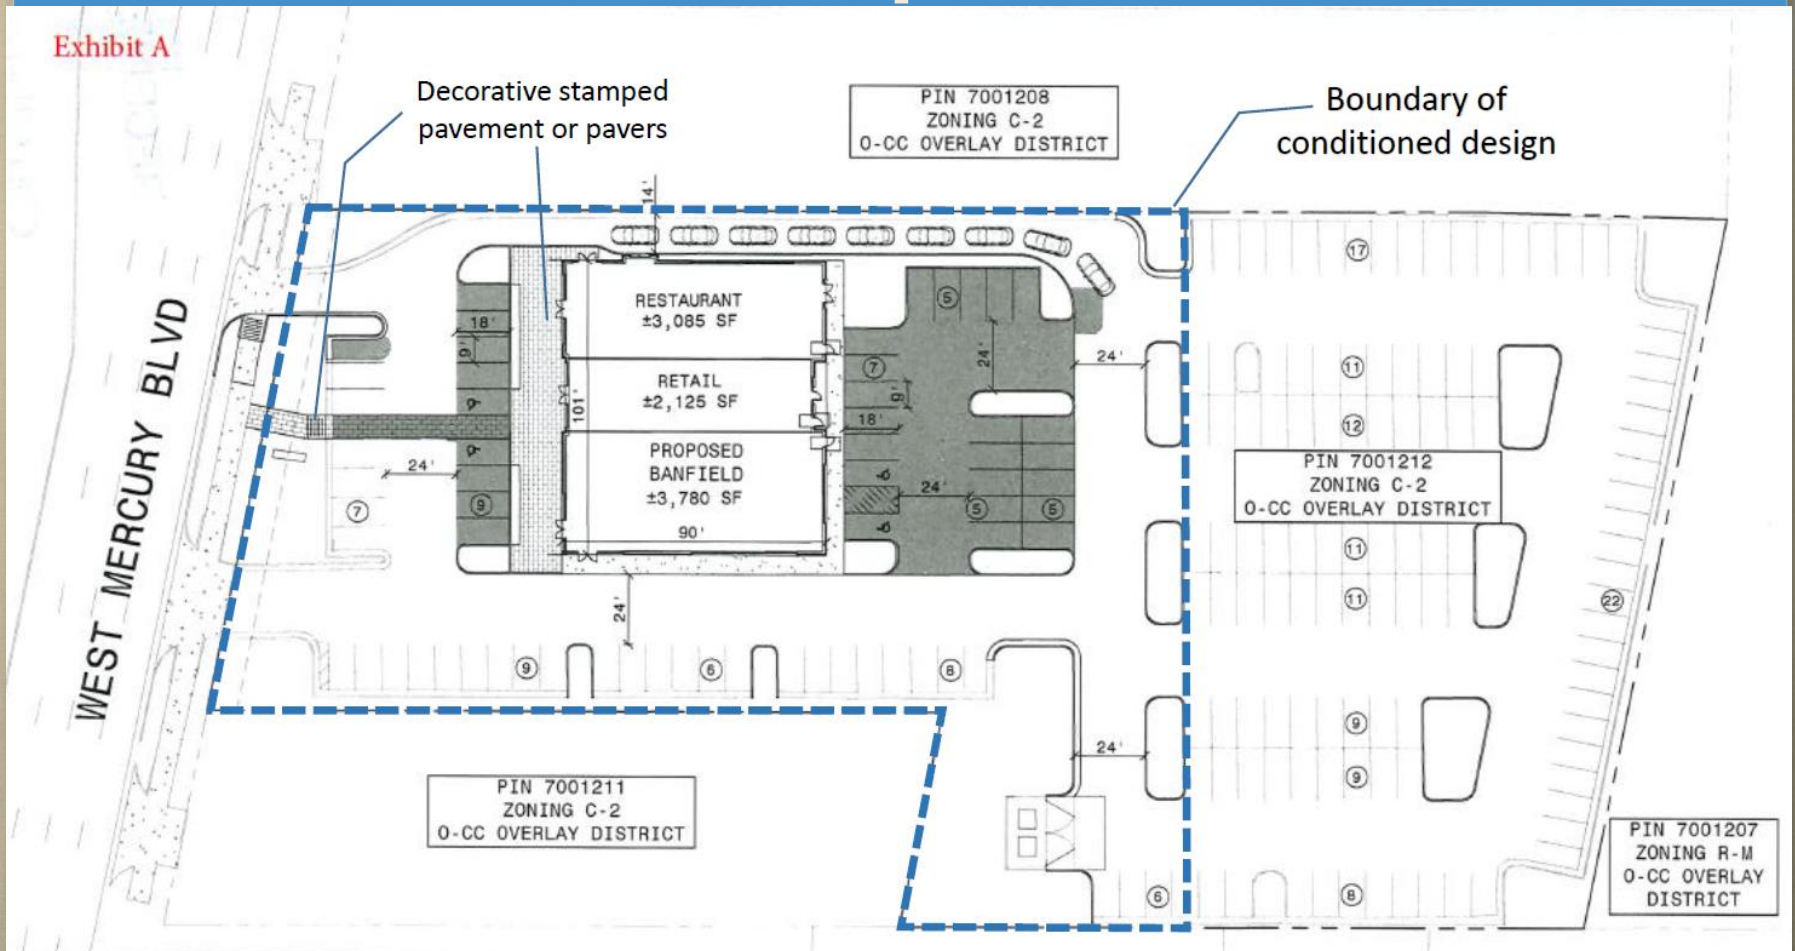 Exhibit A
Decorative stamped
pavement or pavers
PIN 7001208
ZONING C-2
O-CC OVERLAY DISTRICT
Boundary of
conditioned design
14'
17
RESTAURANT
±3,085 SF
5
18'
9'
24'
24'
7
11
RETAIL
±2,125 SF
101'
9'
18'
12
WEST MERCURY BLVD
PROPOSED
BANFIELD
±3,780 SF
24'
24'
PIN 7001212
ZONING C-2
O-CC OVERLAY DISTRICT
7
9
5
5
90'
11
11
22
24'
9
6
8
9
24'
9
PIN 7001211
ZONING C-2
O-CC OVERLAY DISTRICT
PIN 7001207
ZONING R-M
O-CC OVERLAY
DISTRICT
6
8